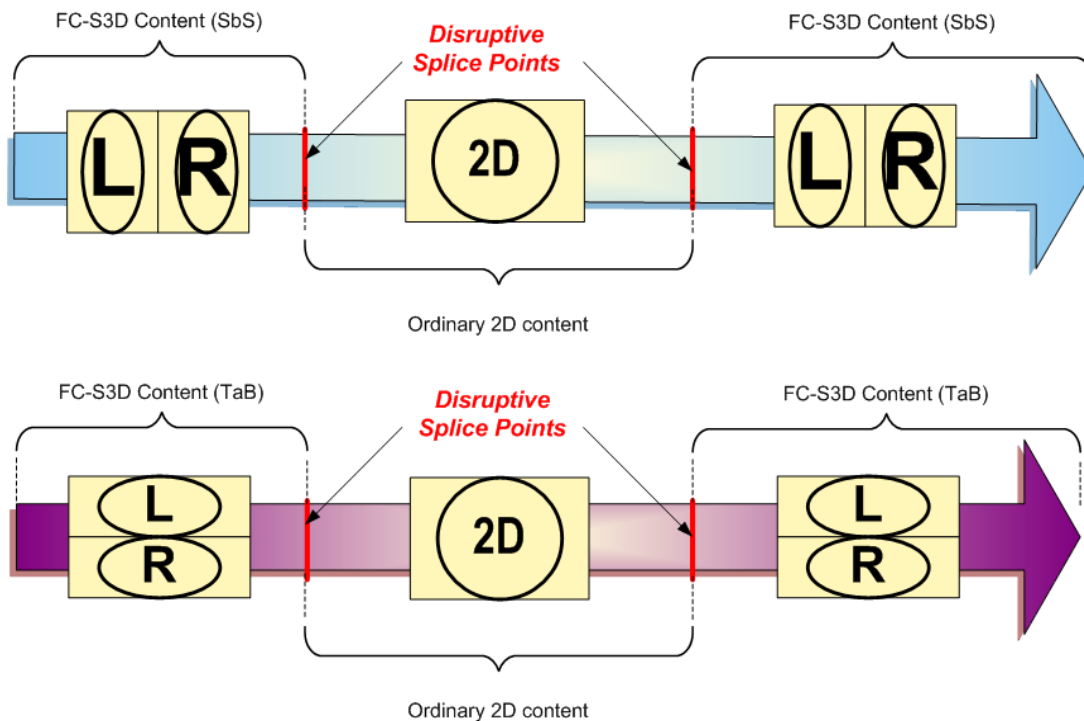 FC-S3D Content (SbS)
Disruptive
Splice Points
FC-S3D Content (SbS)
L R
2D
L R
Ordinary 2D content
FC-S3D Content (TaB)
Disruptive
Splice Points
FC-S3D Content (TaB)
L
R
2D
L
R
Ordinary 2D content